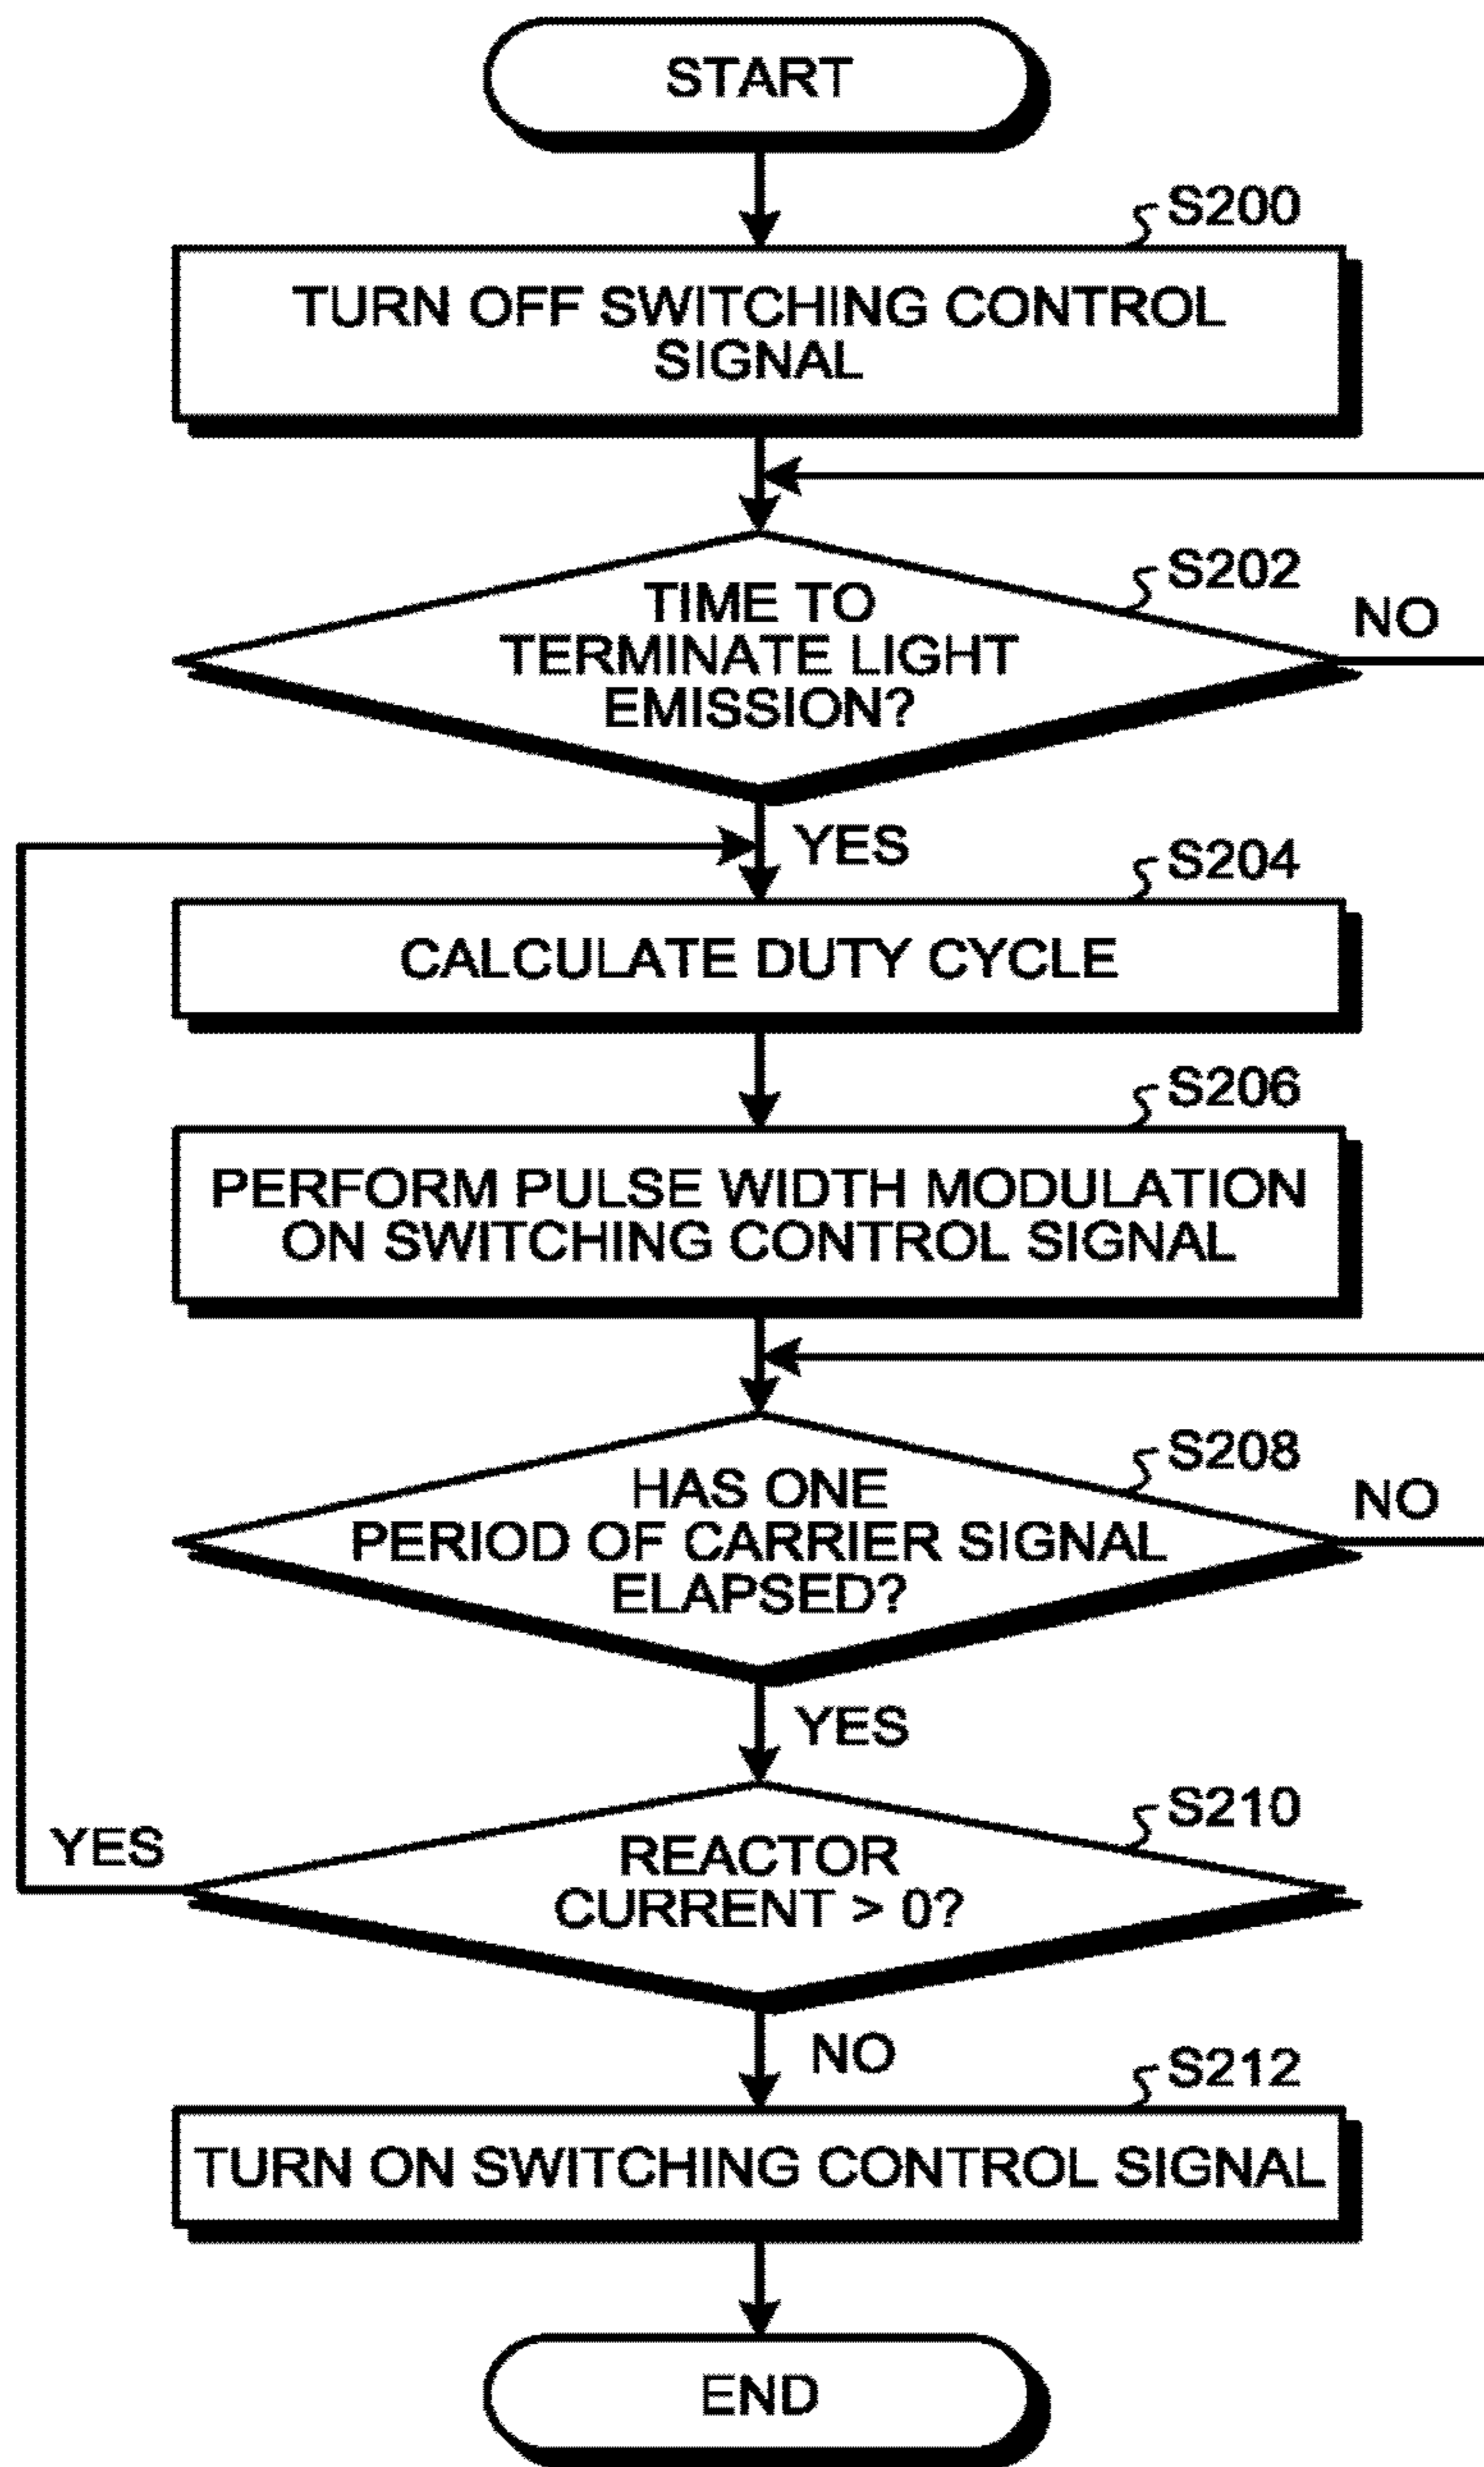 START
S200
TURN OFF SWITCHING CONTROL
SIGNAL
S202
TIME TO
TERMINATE LIGHT
EMISSION?
NO
YES
S204
CALCULATE DUTY CYCLE
S206
PERFORM PULSE WIDTH MODULATION
ON SWITCHING CONTROL SIGNAL
S208
HAS ONE
PERIOD OF CARRIER SIGNAL
ELAPSED?
NO
YES
S210
REACTOR
CURRENT > 0?
YES
NO
S212
TURN ON SWITCHING CONTROL SIGNAL
END